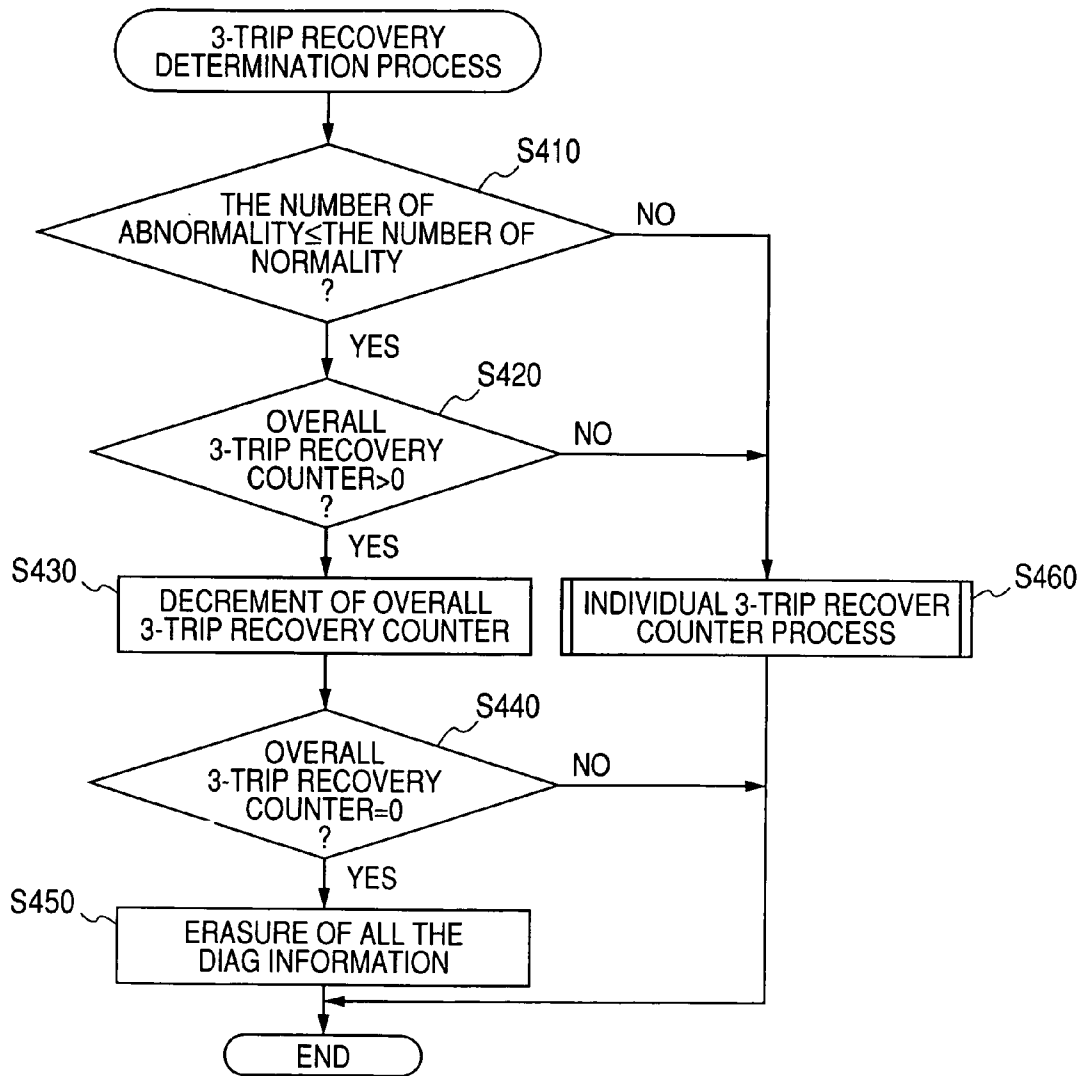 3-TRIP RECOVERY
DETERMINATION PROCESS
S410
THE NUMBER OF
ABNORMALITY≤THE NUMBER OF
NORMALITY
?
NO
YES
S420
OVERALL
3-TRIP RECOVERY
COUNTER>0
?
NO
YES
S430
DECREMENT OF OVERALL
3-TRIP RECOVERY COUNTER
S460
INDIVIDUAL 3-TRIP RECOVER
COUNTER PROCESS
S440
OVERALL
3-TRIP RECOVERY
COUNTER=0
?
NO
YES
S450
ERASURE OF ALL THE
DIAG INFORMATION
END